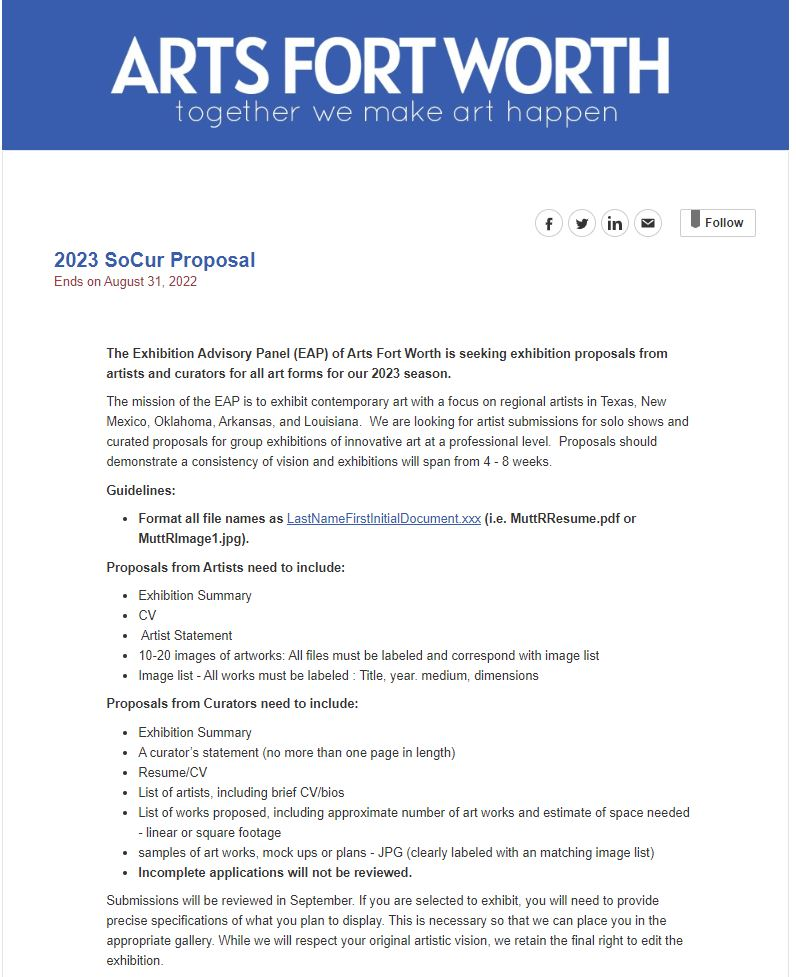 ARTS FORT WORTH
together we make art happen
Follow
2023 SoCur Proposal
Ends on August 31, 2022
The Exhibition Advisory Panel (EAP) of Arts Fort Worth is seeking exhibition proposals from
artists and curators for all art forms for our 2023 season.
The mission of the EAP is to exhibit contemporary art with a focus on regional artists in Texas, New
Mexico, Oklahoma, Arkansas, and Louisiana.  We are looking for artist submissions for solo shows and
curated proposals for group exhibitions of innovative art at a professional level.  Proposals should
demonstrate a consistency of vision and exhibitions will span from 4 - 8 weeks.
Guidelines:
• Format all file names as LastNameFirstInitialDocument.xxx (i.e. MuttRResume.pdf or
MuttRImage1.jpg).
Proposals from Artists need to include:
• Exhibition Summary
• CV
• Artist Statement
• 10-20 images of artworks: All files must be labeled and correspond with image list
• Image list - All works must be labeled : Title, year. medium, dimensions
Proposals from Curators need to include:
• Exhibition Summary
• A curator's statement (no more than one page in length)
• Resume/CV
• List of artists, including brief CV/bios
• List of works proposed, including approximate number of art works and estimate of space needed
- linear or square footage
• samples of art works, mock ups or plans - JPG (clearly labeled with an matching image list)
• Incomplete applications will not be reviewed.
Submissions will be reviewed in September. If you are selected to exhibit, you will need to provide
precise specifications of what you plan to display. This is necessary so that we can place you in the
appropriate gallery. While we will respect your original artistic vision, we retain the final right to edit the
exhibition.